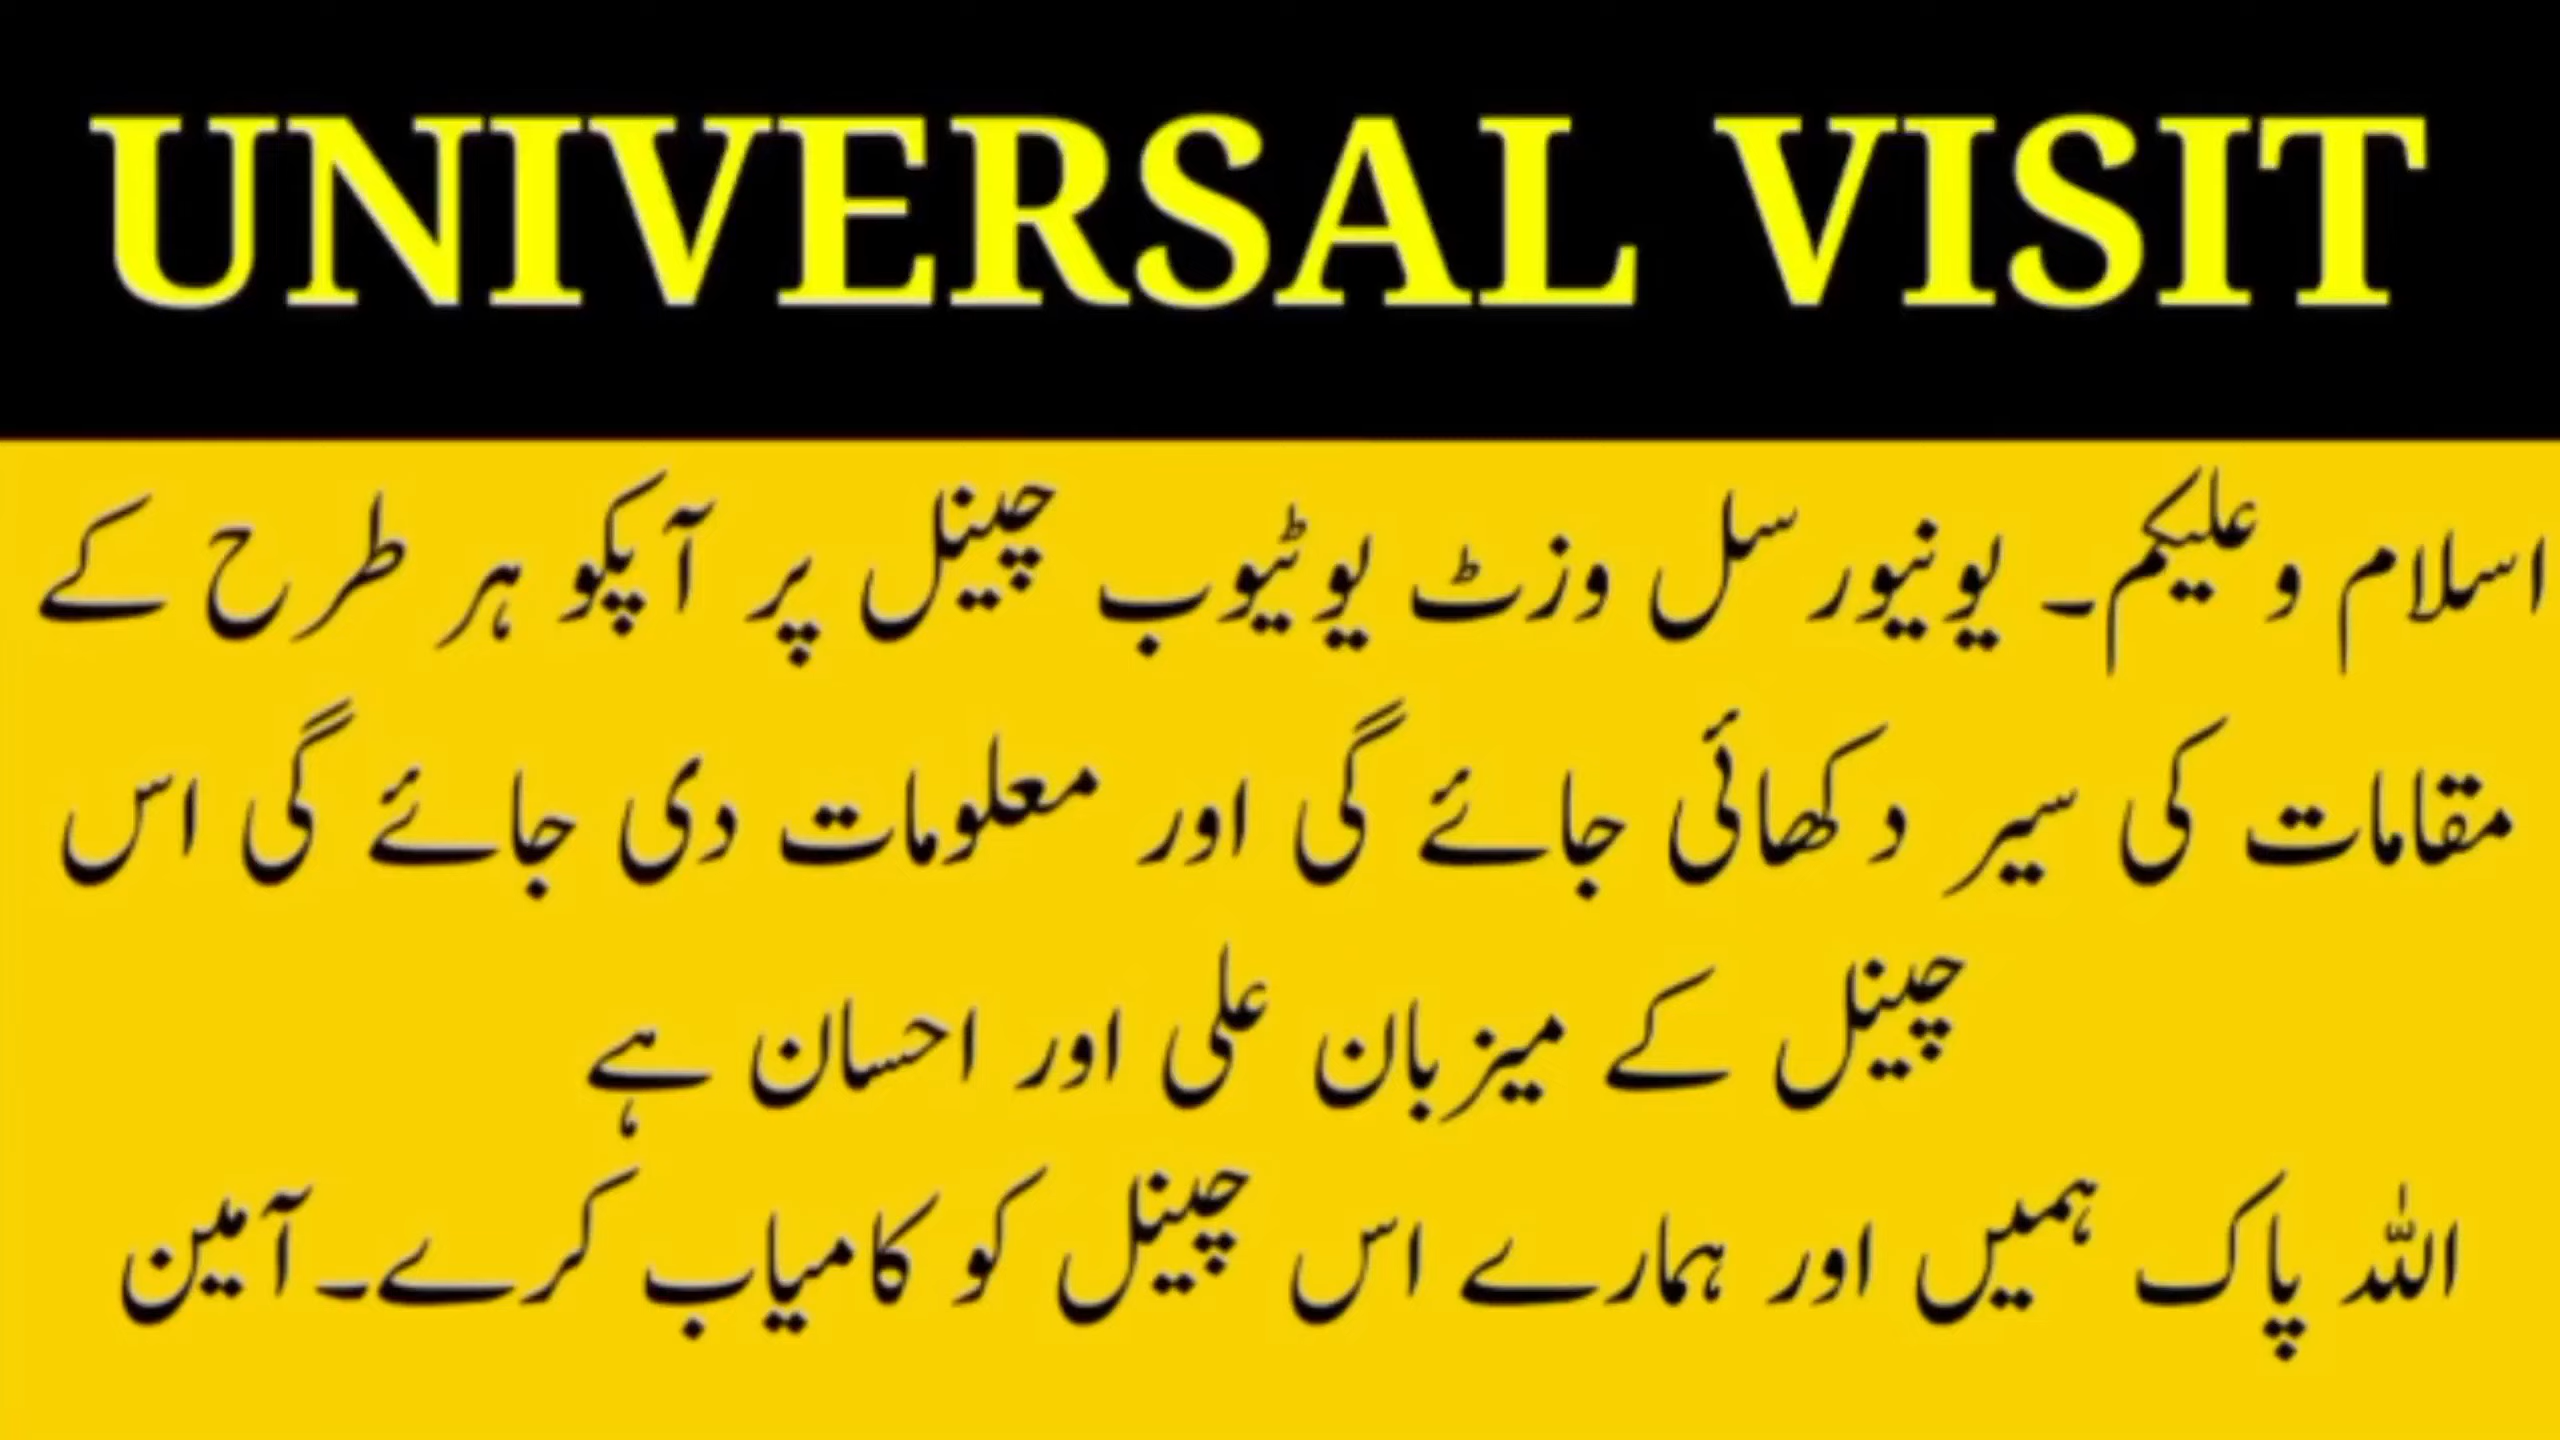 UNIVERSAL VISIT
اسلام وعلیکم۔ یونیورسل وزٹ یوٹیوب چینل پر آپکو ہر طرح کے
مقامات کی سیر دکھائی جائے گی اور معلومات دی جائے گی اس
چینل کے میزبان علی اور احسان ہے
اللہ پاک ہمیں اور ہمارے اس چینل کو کامیاب کرے۔ آمین